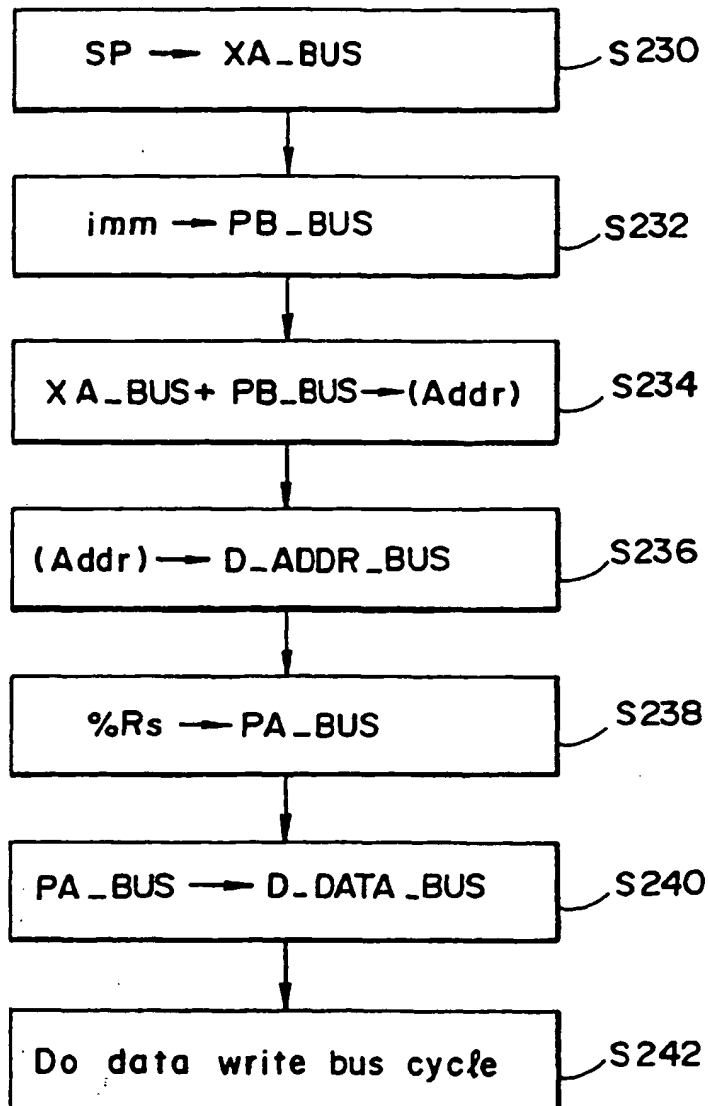 SP → XA_BUS S230
imm → PB_BUS S232
XA_BUS+ PB_BUS→(Addr) S234
(Addr) → D_ADDR_BUS S236
%Rs → PA_BUS S238
PA_BUS → D_DATA_BUS S240
Do data write bus cycle S242